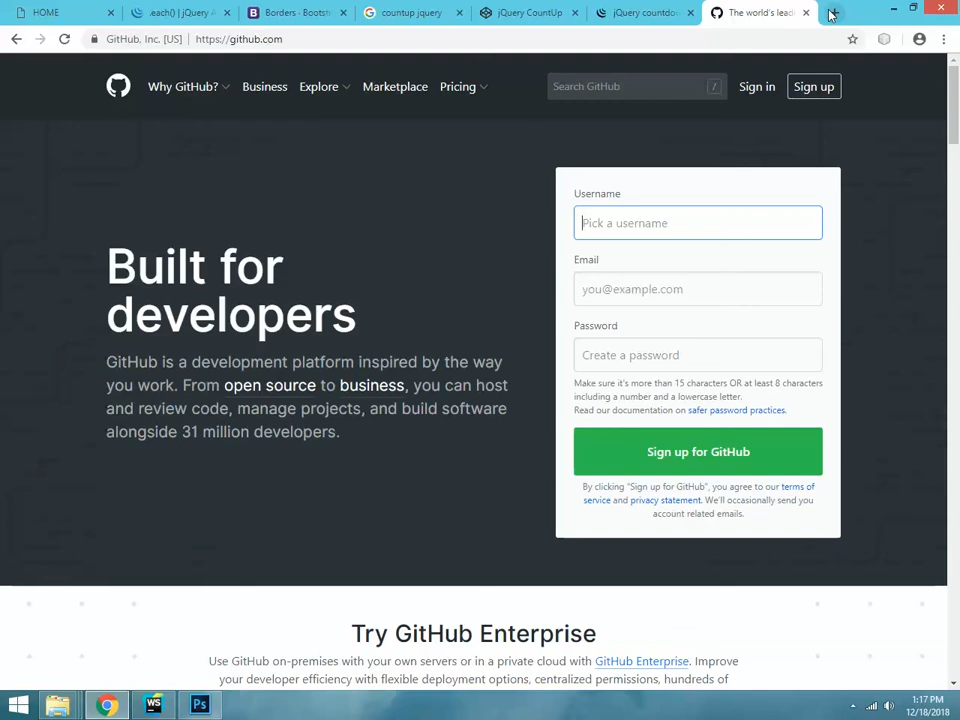 HOME
.each() | jQuery A
Borders · Bootst
countup jquery
jQuery CountUp
jQuery countdow
The world's lead
GitHub, Inc. [US]
https://github.com
Why GitHub?
Business
Explore
Marketplace
Pricing
Search GitHub
/
Sign in
Sign up
Built for
developers
GitHub is a development platform inspired by the way
you work. From open source to business, you can host
and review code, manage projects, and build software
alongside 31 million developers.
Username
Pick a username
Email
you@example.com
Password
Create a password
Make sure it's more than 15 characters OR at least 8 characters
including a number and a lowercase letter.
Read our documentation on safer password practices.
Sign up for GitHub
By clicking "Sign up for GitHub", you agree to our terms of
service and privacy statement. We'll occasionally send you
account related emails.
Try GitHub Enterprise
Use GitHub on-premises with your own servers or in a private cloud with GitHub Enterprise. Improve
your developer efficiency with flexible deployment options, centralized permissions, hundreds of
WS
Ps
1:17 PM
12/18/2018